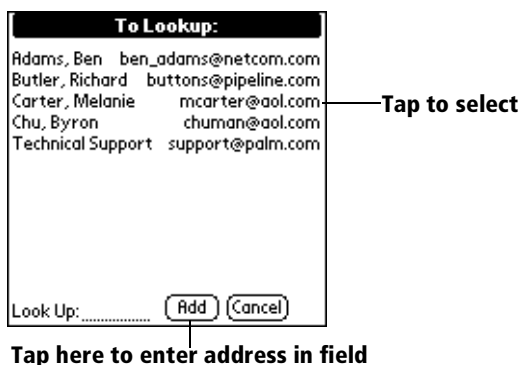 To Lookup:
Adams, Ben ben_adams@netcom.com
Butler, Richard buttons@pipeline.com
Carter, Melanie mcarter@aol.com
Tap to select
Chu, Byron chuman@aol.com
Technical Support support@palm.com
Look Up: Add Cancel
Tap here to enter address in field